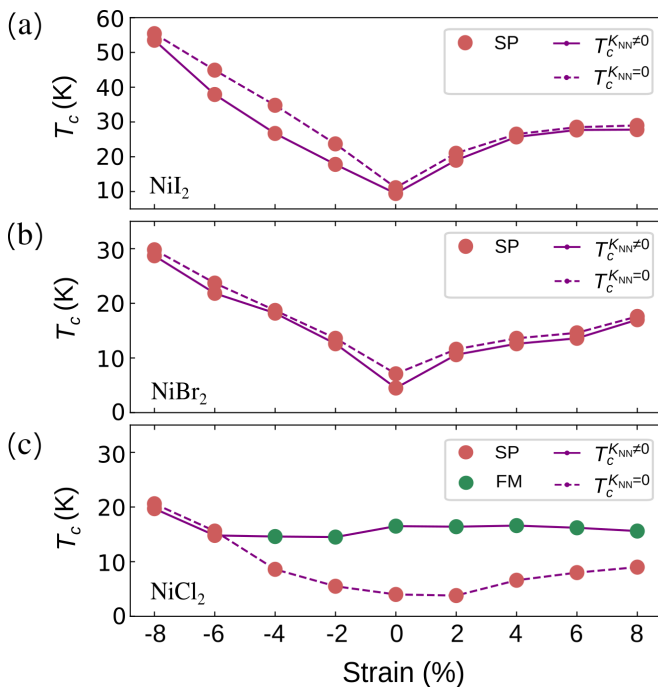 (a)
60
50
40
30
20
10
T_c (K)
NiI₂
SP
T_c^{K_NN≠0}
T_c^{K_NN=0}
(b)
30
20
10
0
T_c (K)
NiBr₂
SP
T_c^{K_NN≠0}
T_c^{K_NN=0}
(c)
30
20
10
0
T_c (K)
NiCl₂
SP
FM
T_c^{K_NN≠0}
T_c^{K_NN=0}
-8 -6 -4 -2 0 2 4 6 8
Strain (%)